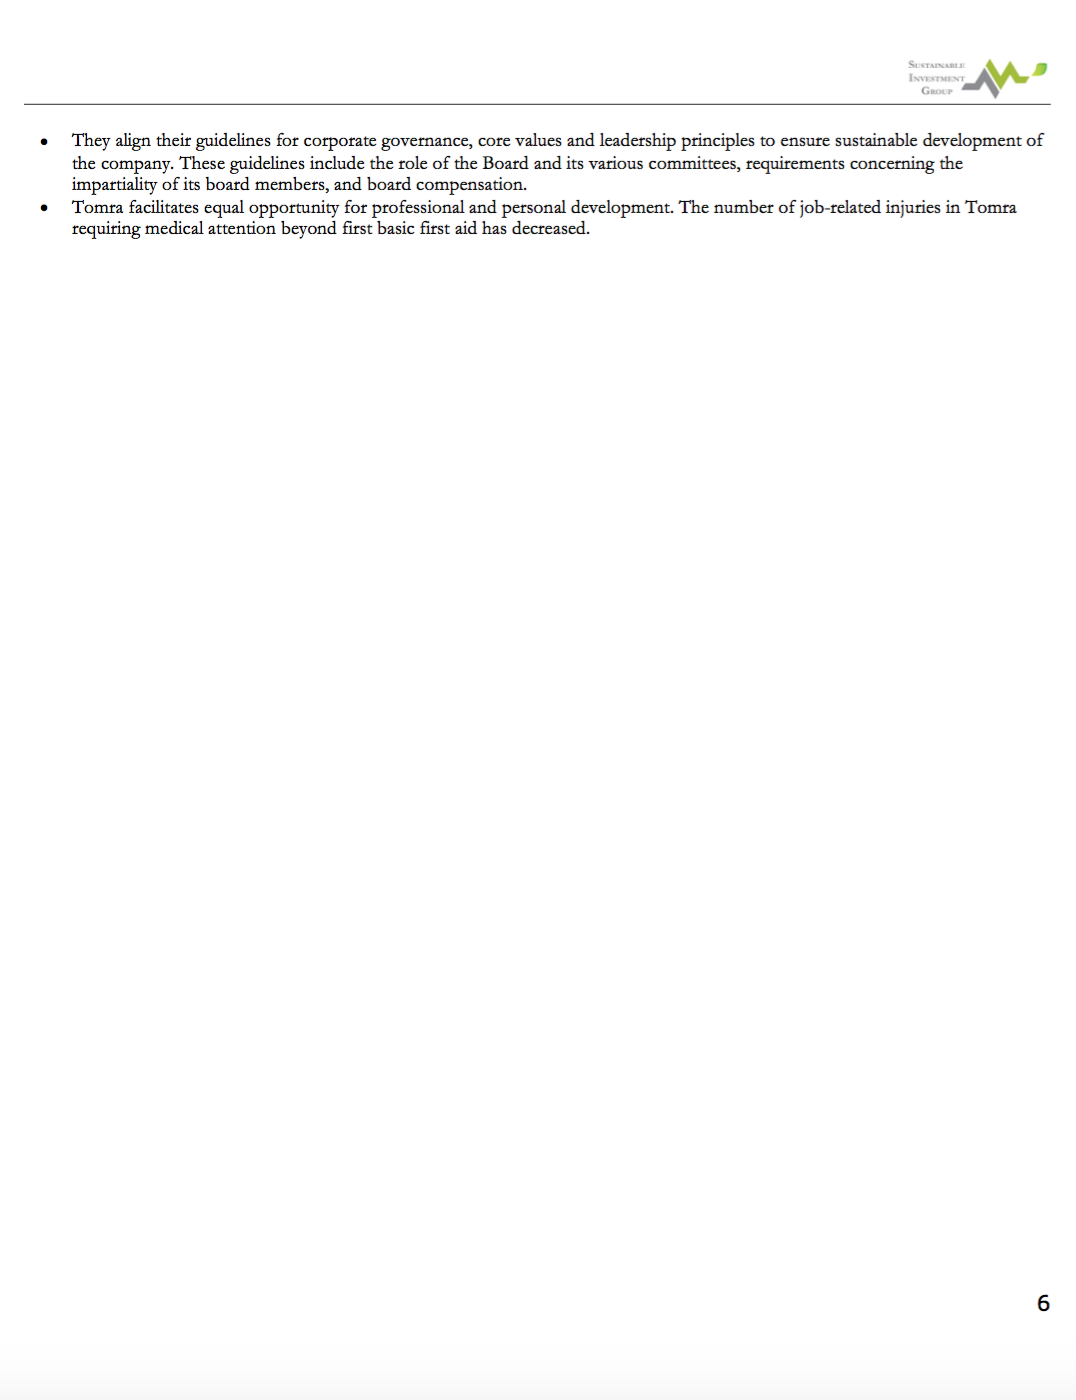 SUSTAINABLE
INVESTMENT
GROUP
• They align their guidelines for corporate governance, core values and leadership principles to ensure sustainable development of
the company. These guidelines include the role of the Board and its various committees, requirements concerning the
impartiality of its board members, and board compensation.
• Tomra facilitates equal opportunity for professional and personal development. The number of job-related injuries in Tomra
requiring medical attention beyond first basic first aid has decreased.
6